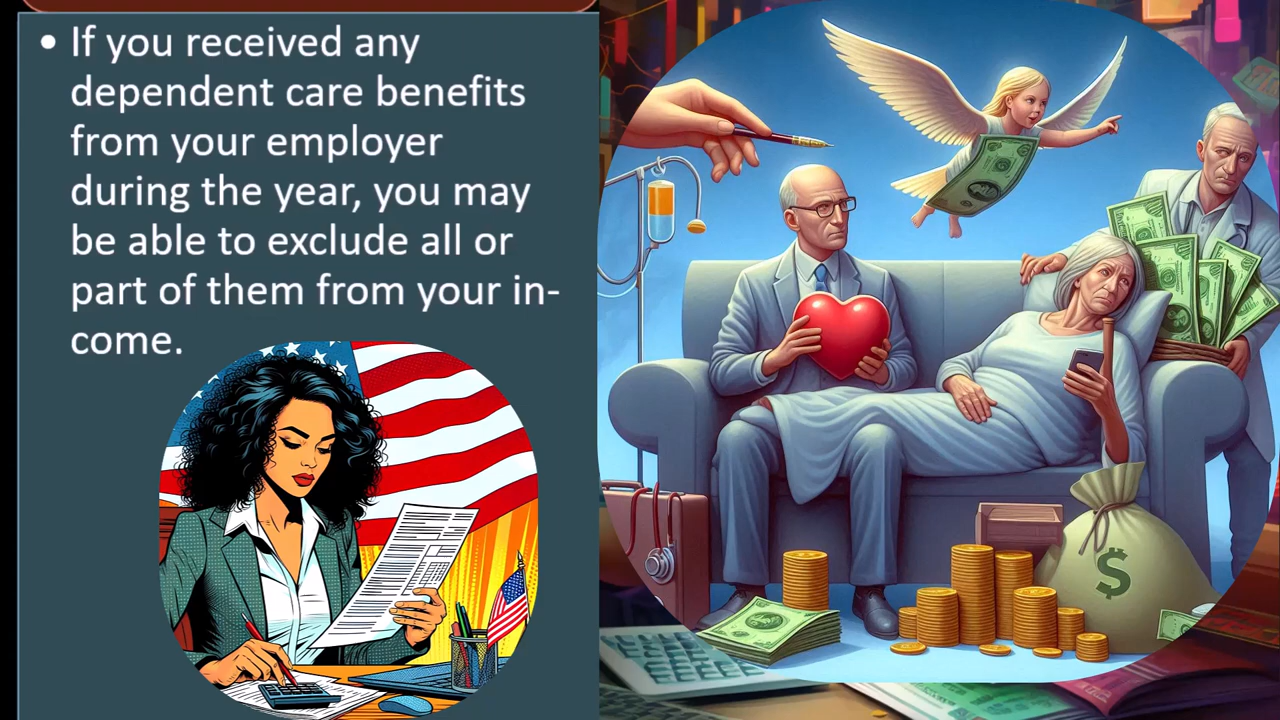 • If you received any
dependent care benefits
from your employer
during the year, you may
be able to exclude all or
part of them from your in-
come.
$